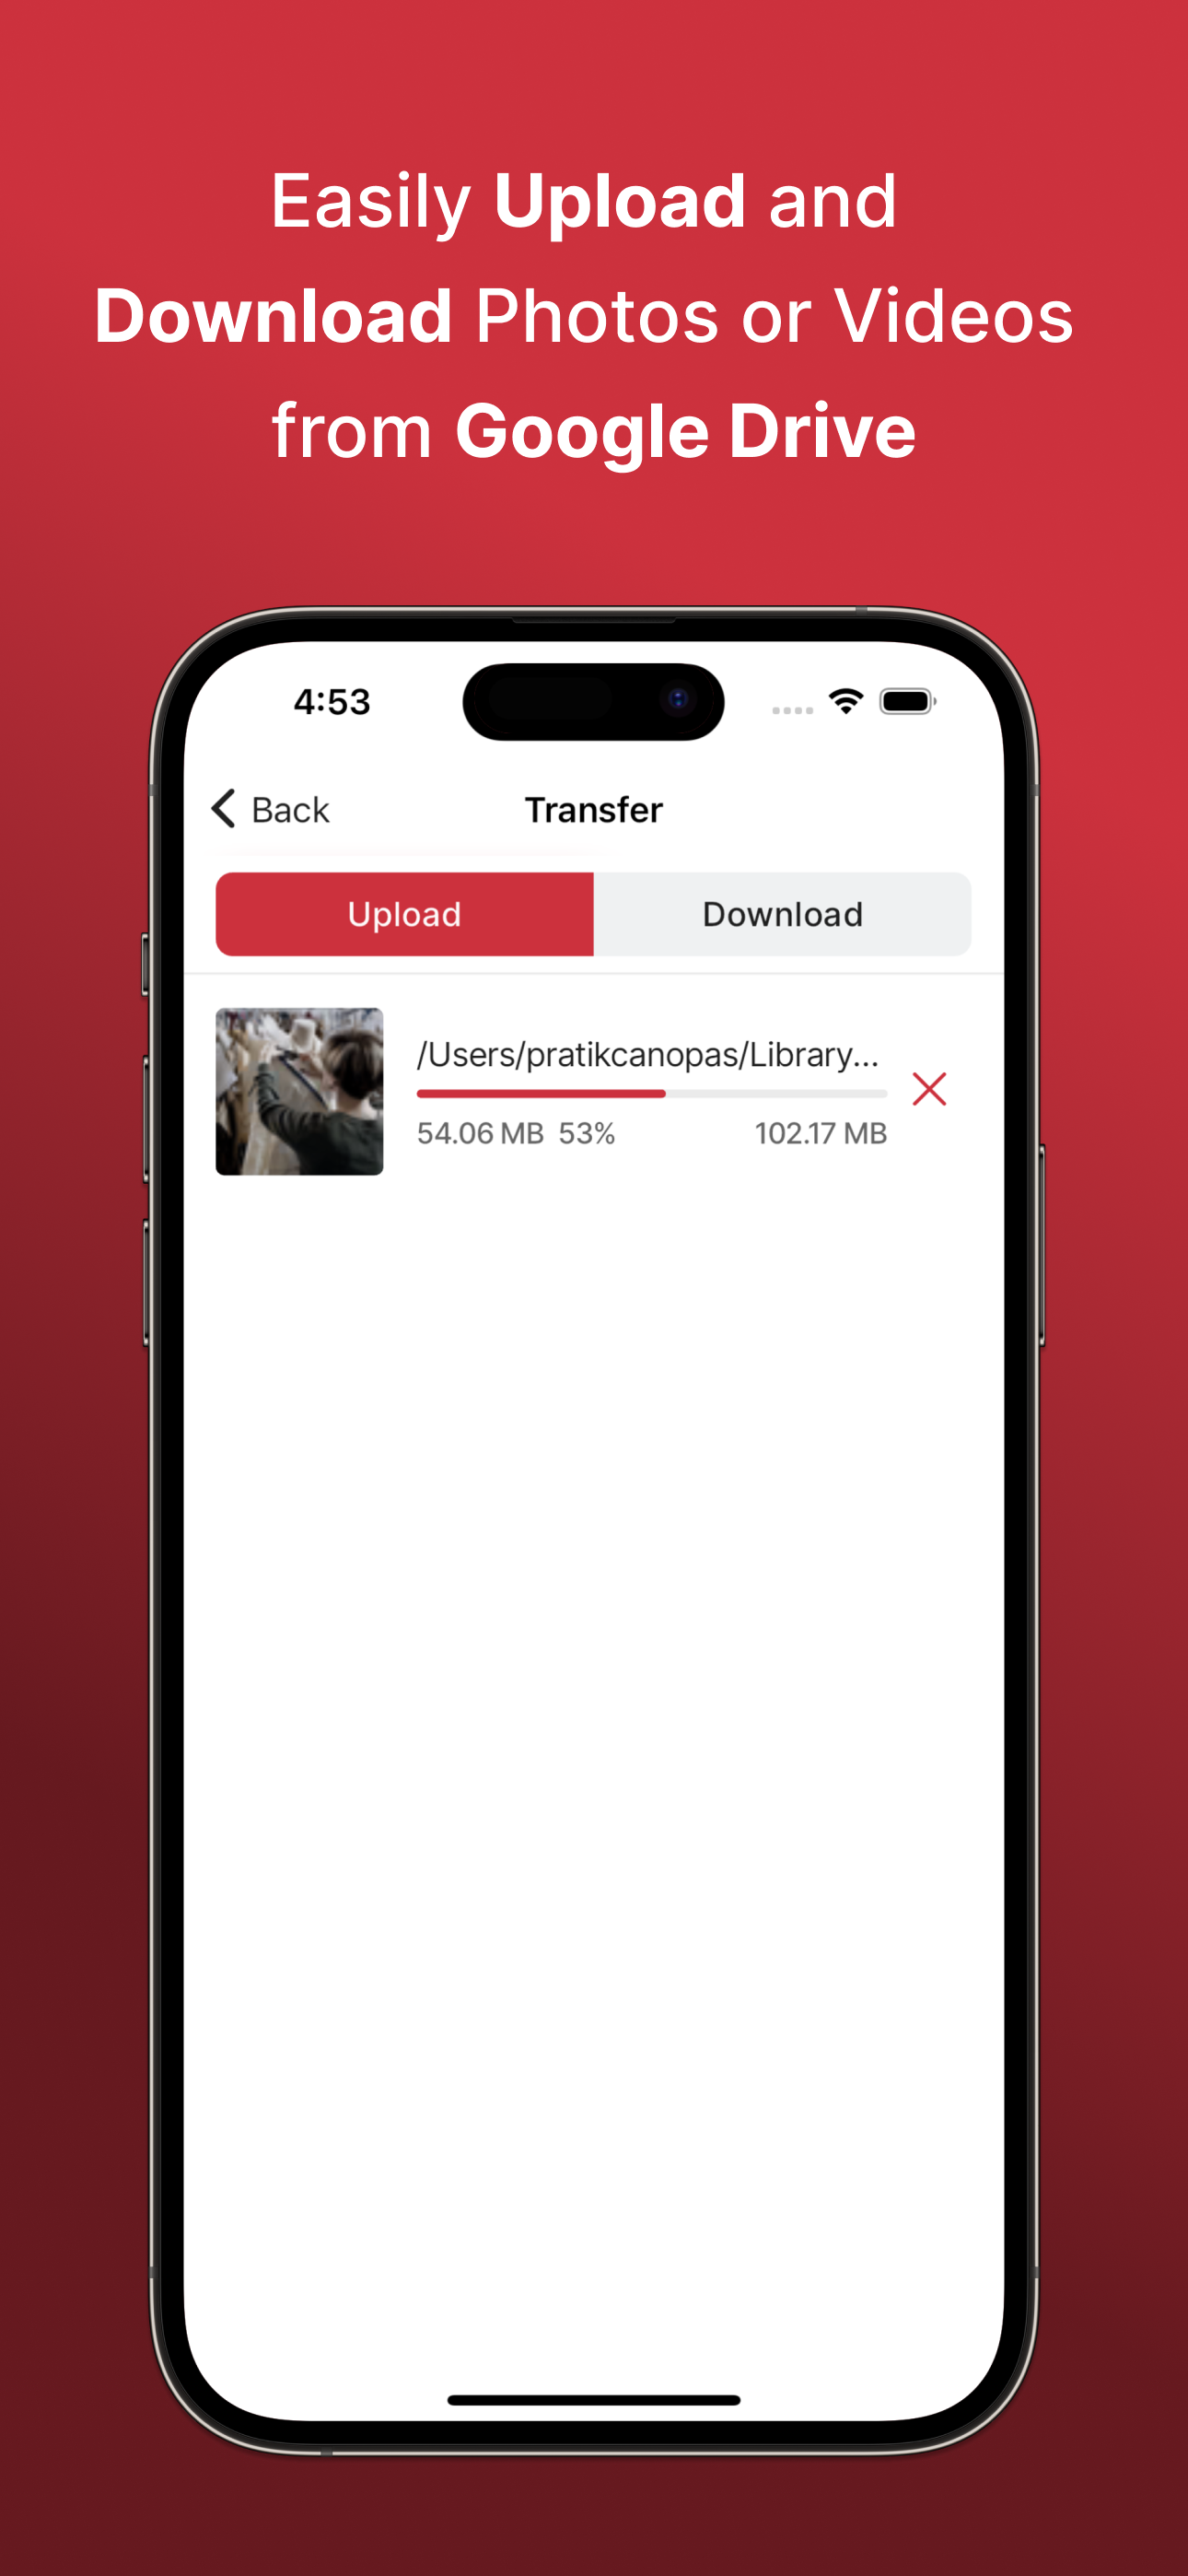 Easily Upload and
Download Photos or Videos
from Google Drive
4:53
Back
Transfer
Upload
Download
/Users/pratikcanopas/Library...
54.06 MB 53%
102.17 MB